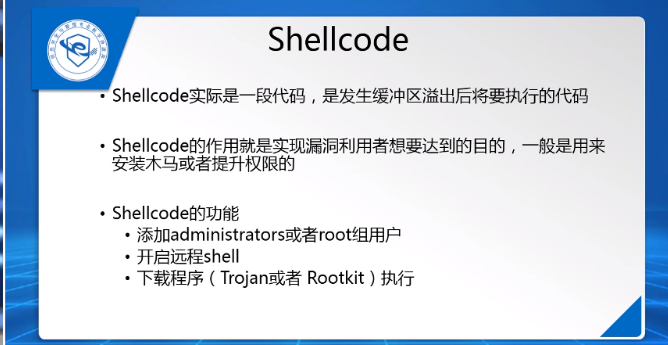 Shellcode
• Shellcode实际是一段代码，是发生缓冲区溢出后将要执行的代码
• Shellcode的作用就是实现漏洞利用者想要达到的目的，一般是用来
安装木马或者提升权限的
• Shellcode的功能
• 添加administrators或者root组用户
• 开启远程shell
• 下载程序（Trojan或者 Rootkit）执行